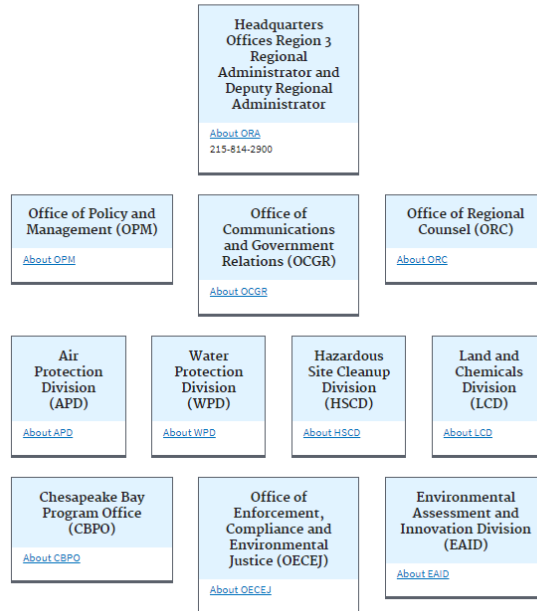 Headquarters
Offices Region 3
Regional
Administrator and
Deputy Regional
Administrator
About ORA
215-814-2900
Office of Policy and
Management (OPM)
About OPM
Office of
Communications
and Government
Relations (OCGR)
About OCGR
Office of Regional
Counsel (ORC)
About ORC
Air
Protection
Division
(APD)
About APD
Water
Protection
Division
(WPD)
About WPD
Hazardous
Site Cleanup
Division
(HSCD)
About HSCD
Land and
Chemicals
Division
(LCD)
About LCD
Chesapeake Bay
Program Office
(CBPO)
About CBPO
Office of
Enforcement,
Compliance and
Environmental
Justice (OECEJ)
About OECEJ
Environmental
Assessment and
Innovation Division
(EAID)
About EAID